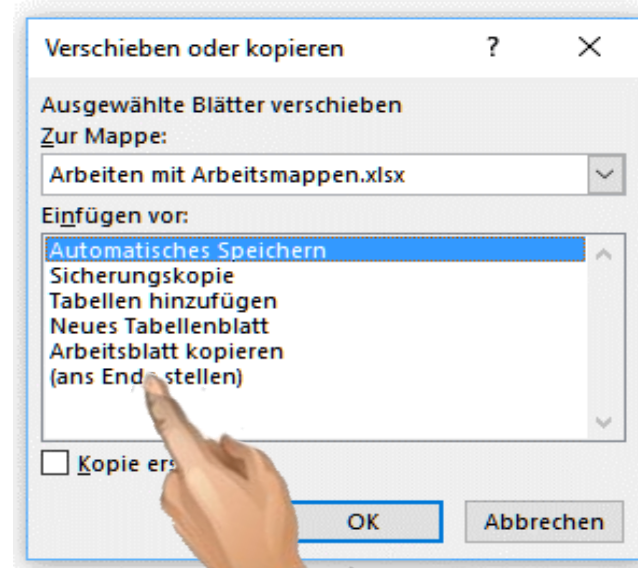 Verschieben oder kopieren ? ×
Ausgewählte Blätter verschieben
Zur Mappe:
Arbeiten mit Arbeitsmappen.xlsx
Einfügen vor:
Automatisches Speichern
Sicherungskopie
Tabellen hinzufügen
Neues Tabellenblatt
Arbeitsblatt kopieren
(ans Ende stellen)
Kopie
OK Abbrechen